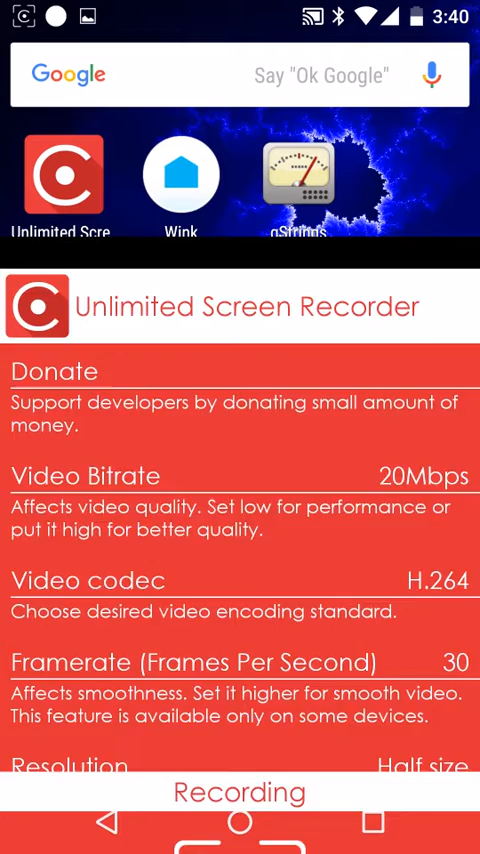 3:40
Google
Say "Ok Google"
Unlimited Scre
Wink
gStrings
Unlimited Screen Recorder
Donate
Support developers by donating small amount of
money.
Video Bitrate 20Mbps
Affects video quality. Set low for performance or
put it high for better quality.
Video codec H.264
Choose desired video encoding standard.
Framerate (Frames Per Second) 30
Affects smoothness. Set it higher for smooth video.
This feature is available only on some devices.
Resolution Half size
Recording